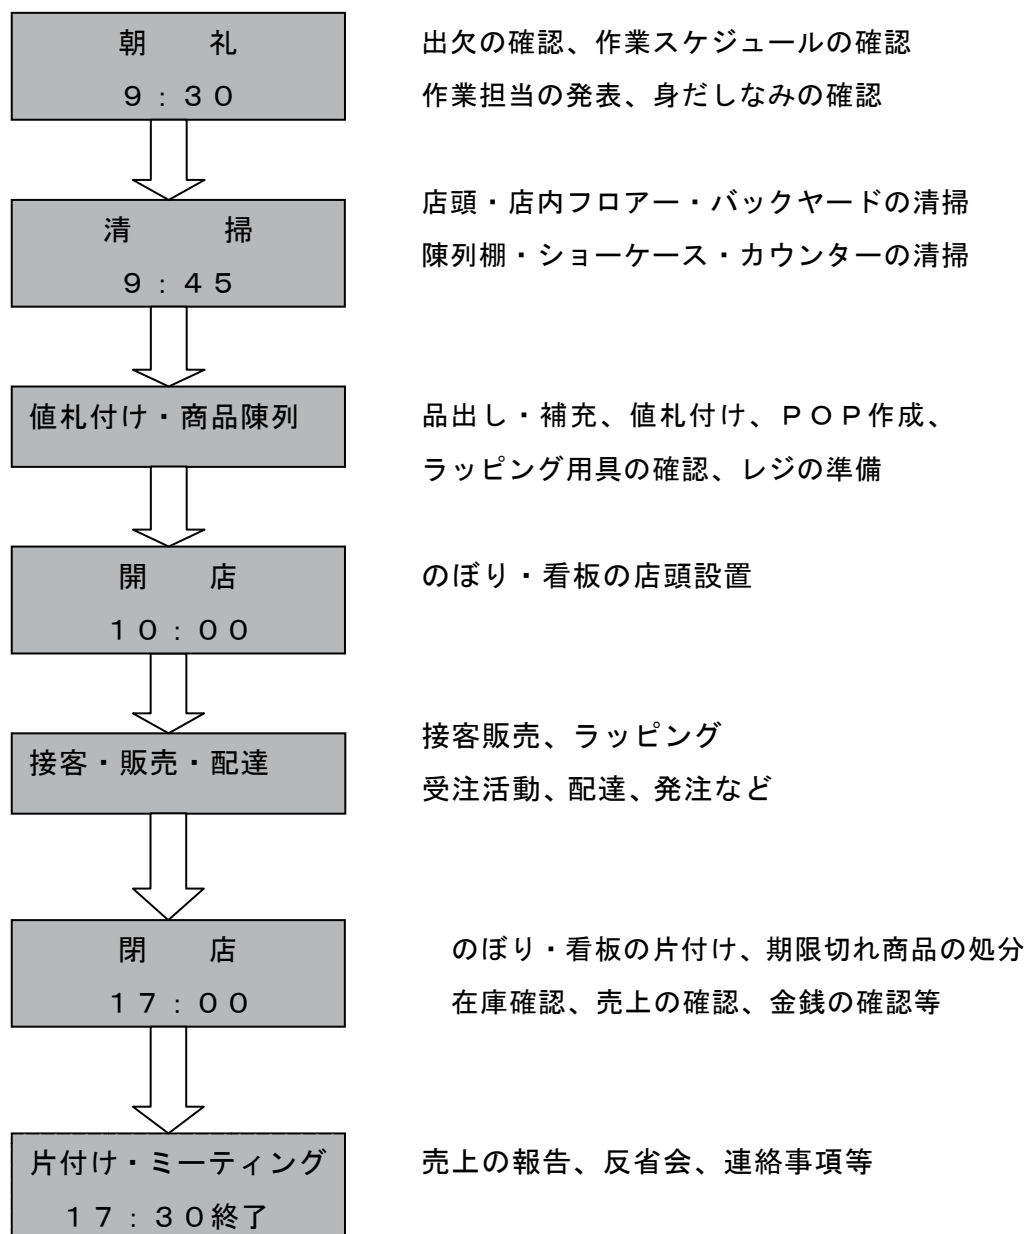 朝　　礼
９：３０
出欠の確認、作業スケジュールの確認
作業担当の発表、身だしなみの確認
清　　　掃
９：４５
店頭・店内フロアー・バックヤードの清掃
陳列棚・ショーケース・カウンターの清掃
値札付け・商品陳列
品出し・補充、値札付け、ＰＯＰ作成、
ラッピング用具の確認、レジの準備
開　　店
１０：００
のぼり・看板の店頭設置
接客・販売・配達
接客販売、ラッピング
受注活動、配達、発注など
閉　　店
１７：００
のぼり・看板の片付け、期限切れ商品の処分
在庫確認、売上の確認、金銭の確認等
片付け・ミーティング
１７：３０終了
売上の報告、反省会、連絡事項等